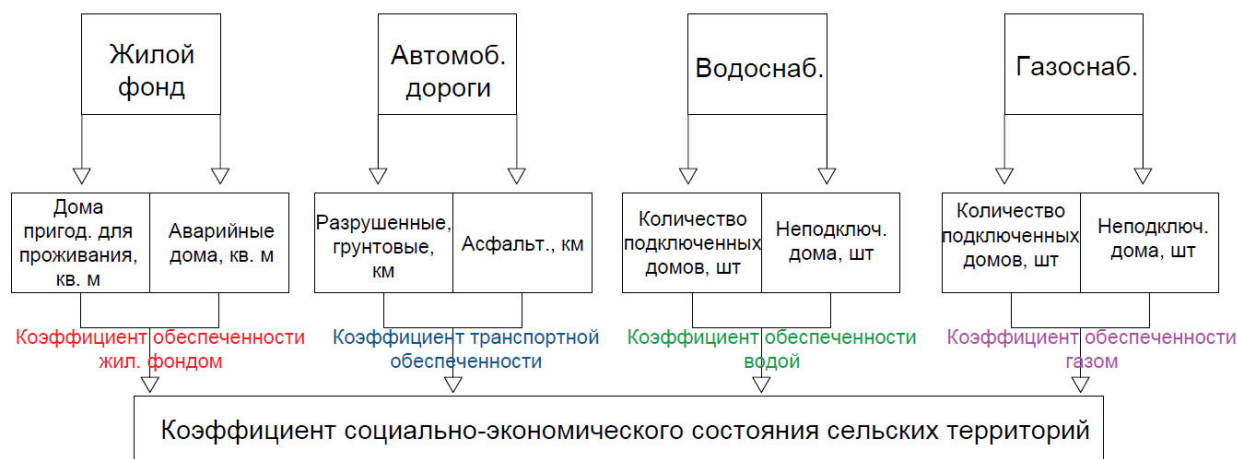 Жилой
фонд
Автомоб.
дороги
Водоснаб.
Газоснаб.
Дома
пригод. для
проживания,
кв. м
Аварийные
дома, кв. м
Разрушенные,
грунтовые,
км
Асфальт., км
Количество
подключенных
домов, шт
Неподключ.
дома, шт
Количество
подключенных
домов, шт
Неподключ.
дома, шт
Коэффициент обеспеченности
жил. фондом
Коэффициент транспортной
обеспеченности
Коэффициент обеспеченности
водой
Коэффициент обеспеченности
газом
Коэффициент социально-экономического состояния сельских территорий